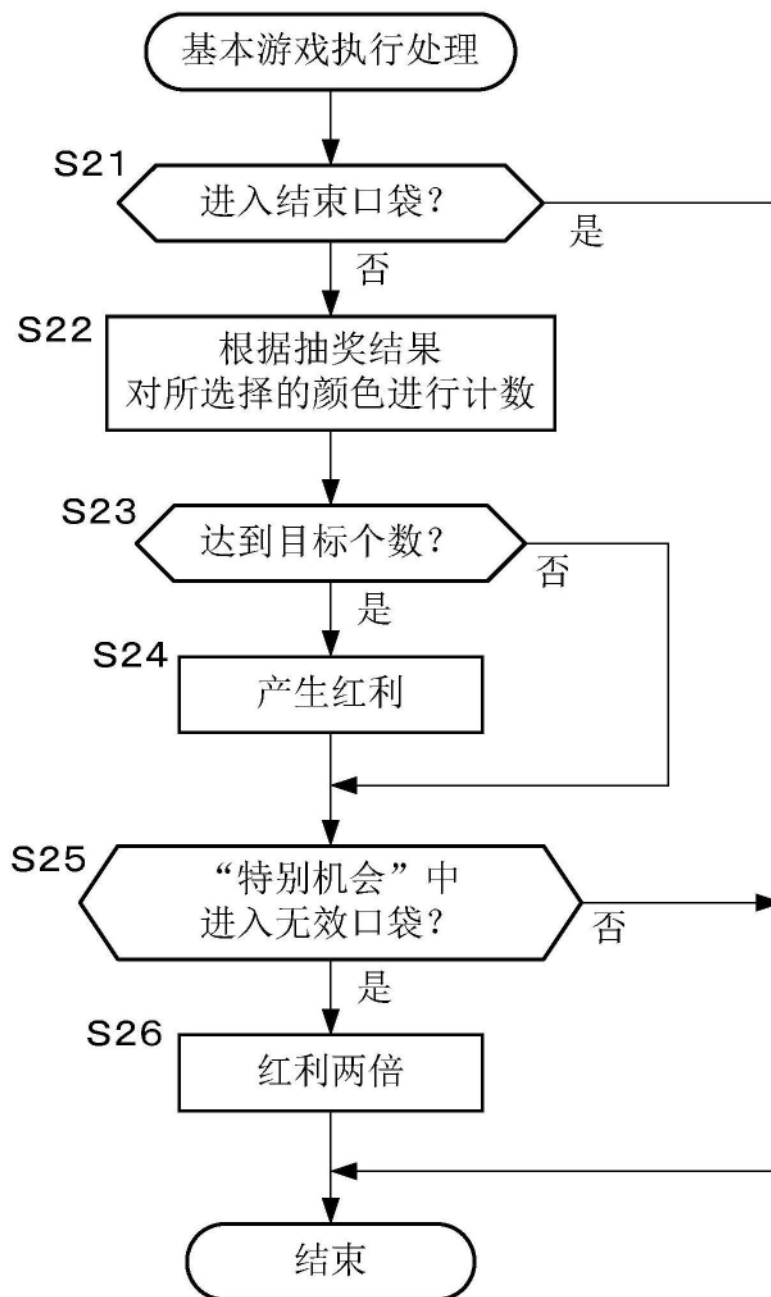 基本游戏执行处理
S21
进入结束口袋？
是
否
S22
根据抽奖结果
对所选择的颜色进行计数
S23
达到目标个数？
否
是
S24
产生红利
S25
“特别机会”中
进入无效口袋？
否
是
S26
红利两倍
结束